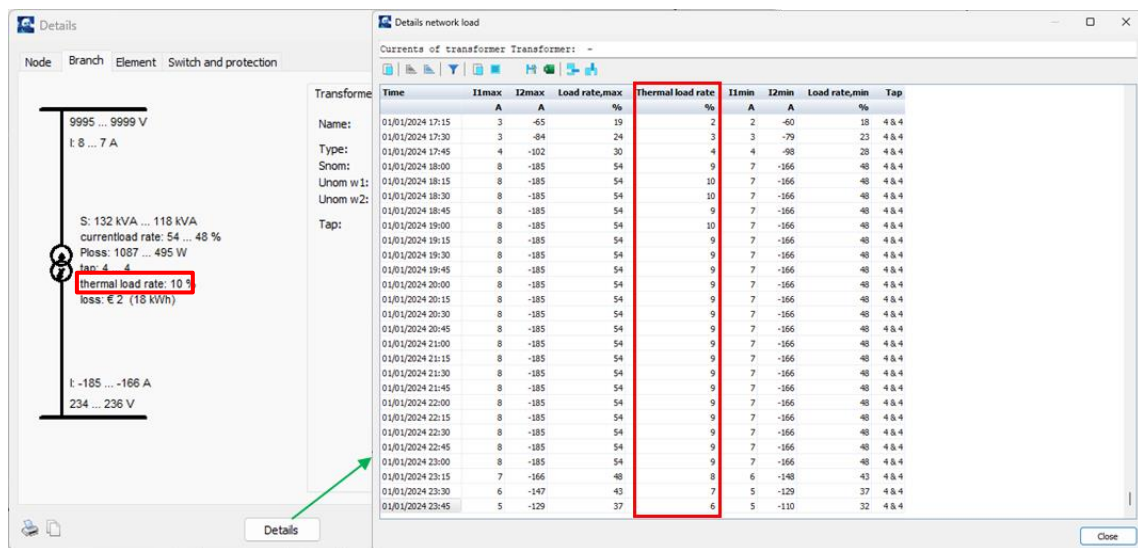 Details
Node Branch Element Switch and protection
9995 ... 9999 V
I: 8 ... 7 A
S: 132 kVA ... 118 kVA
currentload rate: 54 ... 48 %
Ploss: 1087 ... 495 W
tap: 4 ... 4
thermal load rate: 10 %
loss: € 2 (18 kWh)
I: -185 ... -166 A
234 ... 236 V
Transforme
Name:
Type:
Snom:
Unom w1:
Unom w2:
Tap:
Details
Details network load
Currents of transformer Transformer: -
Time I1max I2max Load rate,max Thermal load rate I1min I2min Load rate,min Tap
A A % % A A %
01/01/2024 17:15 3 -65 19 2 2 -60 18 4 & 4
01/01/2024 17:30 3 -84 24 3 3 -79 23 4 & 4
01/01/2024 17:45 4 -102 30 4 4 -98 28 4 & 4
01/01/2024 18:00 8 -185 54 9 7 -166 48 4 & 4
01/01/2024 18:15 8 -185 54 10 7 -166 48 4 & 4
01/01/2024 18:30 8 -185 54 10 7 -166 48 4 & 4
01/01/2024 18:45 8 -185 54 9 7 -166 48 4 & 4
01/01/2024 19:00 8 -185 54 10 7 -166 48 4 & 4
01/01/2024 19:15 8 -185 54 9 7 -166 48 4 & 4
01/01/2024 19:30 8 -185 54 9 7 -166 48 4 & 4
01/01/2024 19:45 8 -185 54 9 7 -166 48 4 & 4
01/01/2024 20:00 8 -185 54 9 7 -166 48 4 & 4
01/01/2024 20:15 8 -185 54 9 7 -166 48 4 & 4
01/01/2024 20:30 8 -185 54 9 7 -166 48 4 & 4
01/01/2024 20:45 8 -185 54 9 7 -166 48 4 & 4
01/01/2024 21:00 8 -185 54 9 7 -166 48 4 & 4
01/01/2024 21:15 8 -185 54 9 7 -166 48 4 & 4
01/01/2024 21:30 8 -185 54 9 7 -166 48 4 & 4
01/01/2024 21:45 8 -185 54 9 7 -166 48 4 & 4
01/01/2024 22:00 8 -185 54 9 7 -166 48 4 & 4
01/01/2024 22:15 8 -185 54 9 7 -166 48 4 & 4
01/01/2024 22:30 8 -185 54 9 7 -166 48 4 & 4
01/01/2024 22:45 8 -185 54 9 7 -166 48 4 & 4
01/01/2024 23:00 8 -185 54 9 7 -166 48 4 & 4
01/01/2024 23:15 7 -166 48 8 6 -148 43 4 & 4
01/01/2024 23:30 6 -147 43 7 5 -129 37 4 & 4
01/01/2024 23:45 5 -129 37 6 5 -110 32 4 & 4
Close